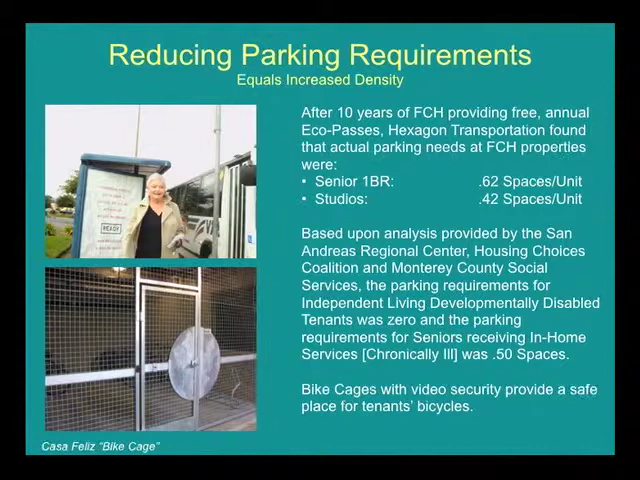 Reducing Parking Requirements
Equals Increased Density
After 10 years of FCH providing free, annual
Eco-Passes, Hexagon Transportation found
that actual parking needs at FCH properties
were:
• Senior 1BR: .62 Spaces/Unit
• Studios: .42 Spaces/Unit
Based upon analysis provided by the San
Andreas Regional Center, Housing Choices
Coalition and Monterey County Social
Services, the parking requirements for
Independent Living Developmentally Disabled
Tenants was zero and the parking
requirements for Seniors receiving In-Home
Services [Chronically Ill] was .50 Spaces.
Bike Cages with video security provide a safe
place for tenants' bicycles.
READY
Casa Feliz "Bike Cage"